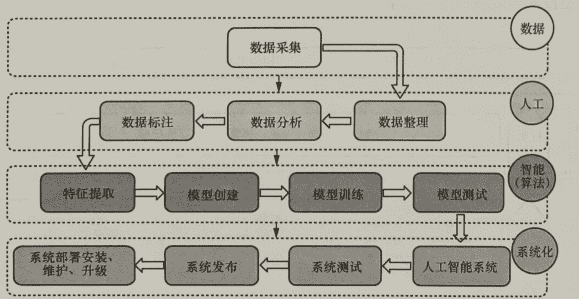 数据
数据采集
人工
数据标注
数据分析
数据整理
智能
(算法)
特征提取
模型创建
模型训练
模型测试
系统化
系统部署安装、
维护、升级
系统发布
系统测试
人工智能系统